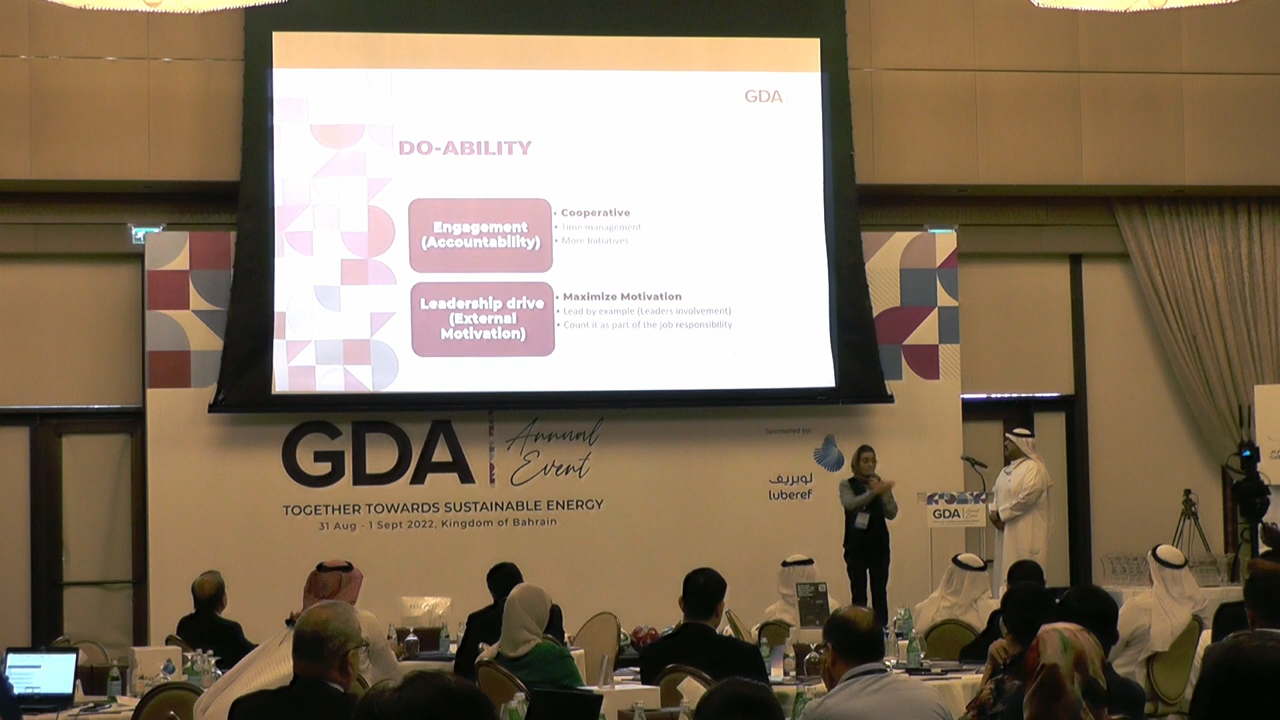 GDA
DO-ABILITY
Engagement
(Accountability)
• Cooperative
• Time management
• More Initiatives
Leadership drive
(External
Motivation)
• Maximize Motivation
• Lead by example (Leaders involvement)
• Count it as part of the job responsibility
GDA Annual
Event
TOGETHER TOWARDS SUSTAINABLE ENERGY
31 Aug - 1 Sept 2022, Kingdom of Bahrain
Sponsored by:
لوبريف
luberef
GDA